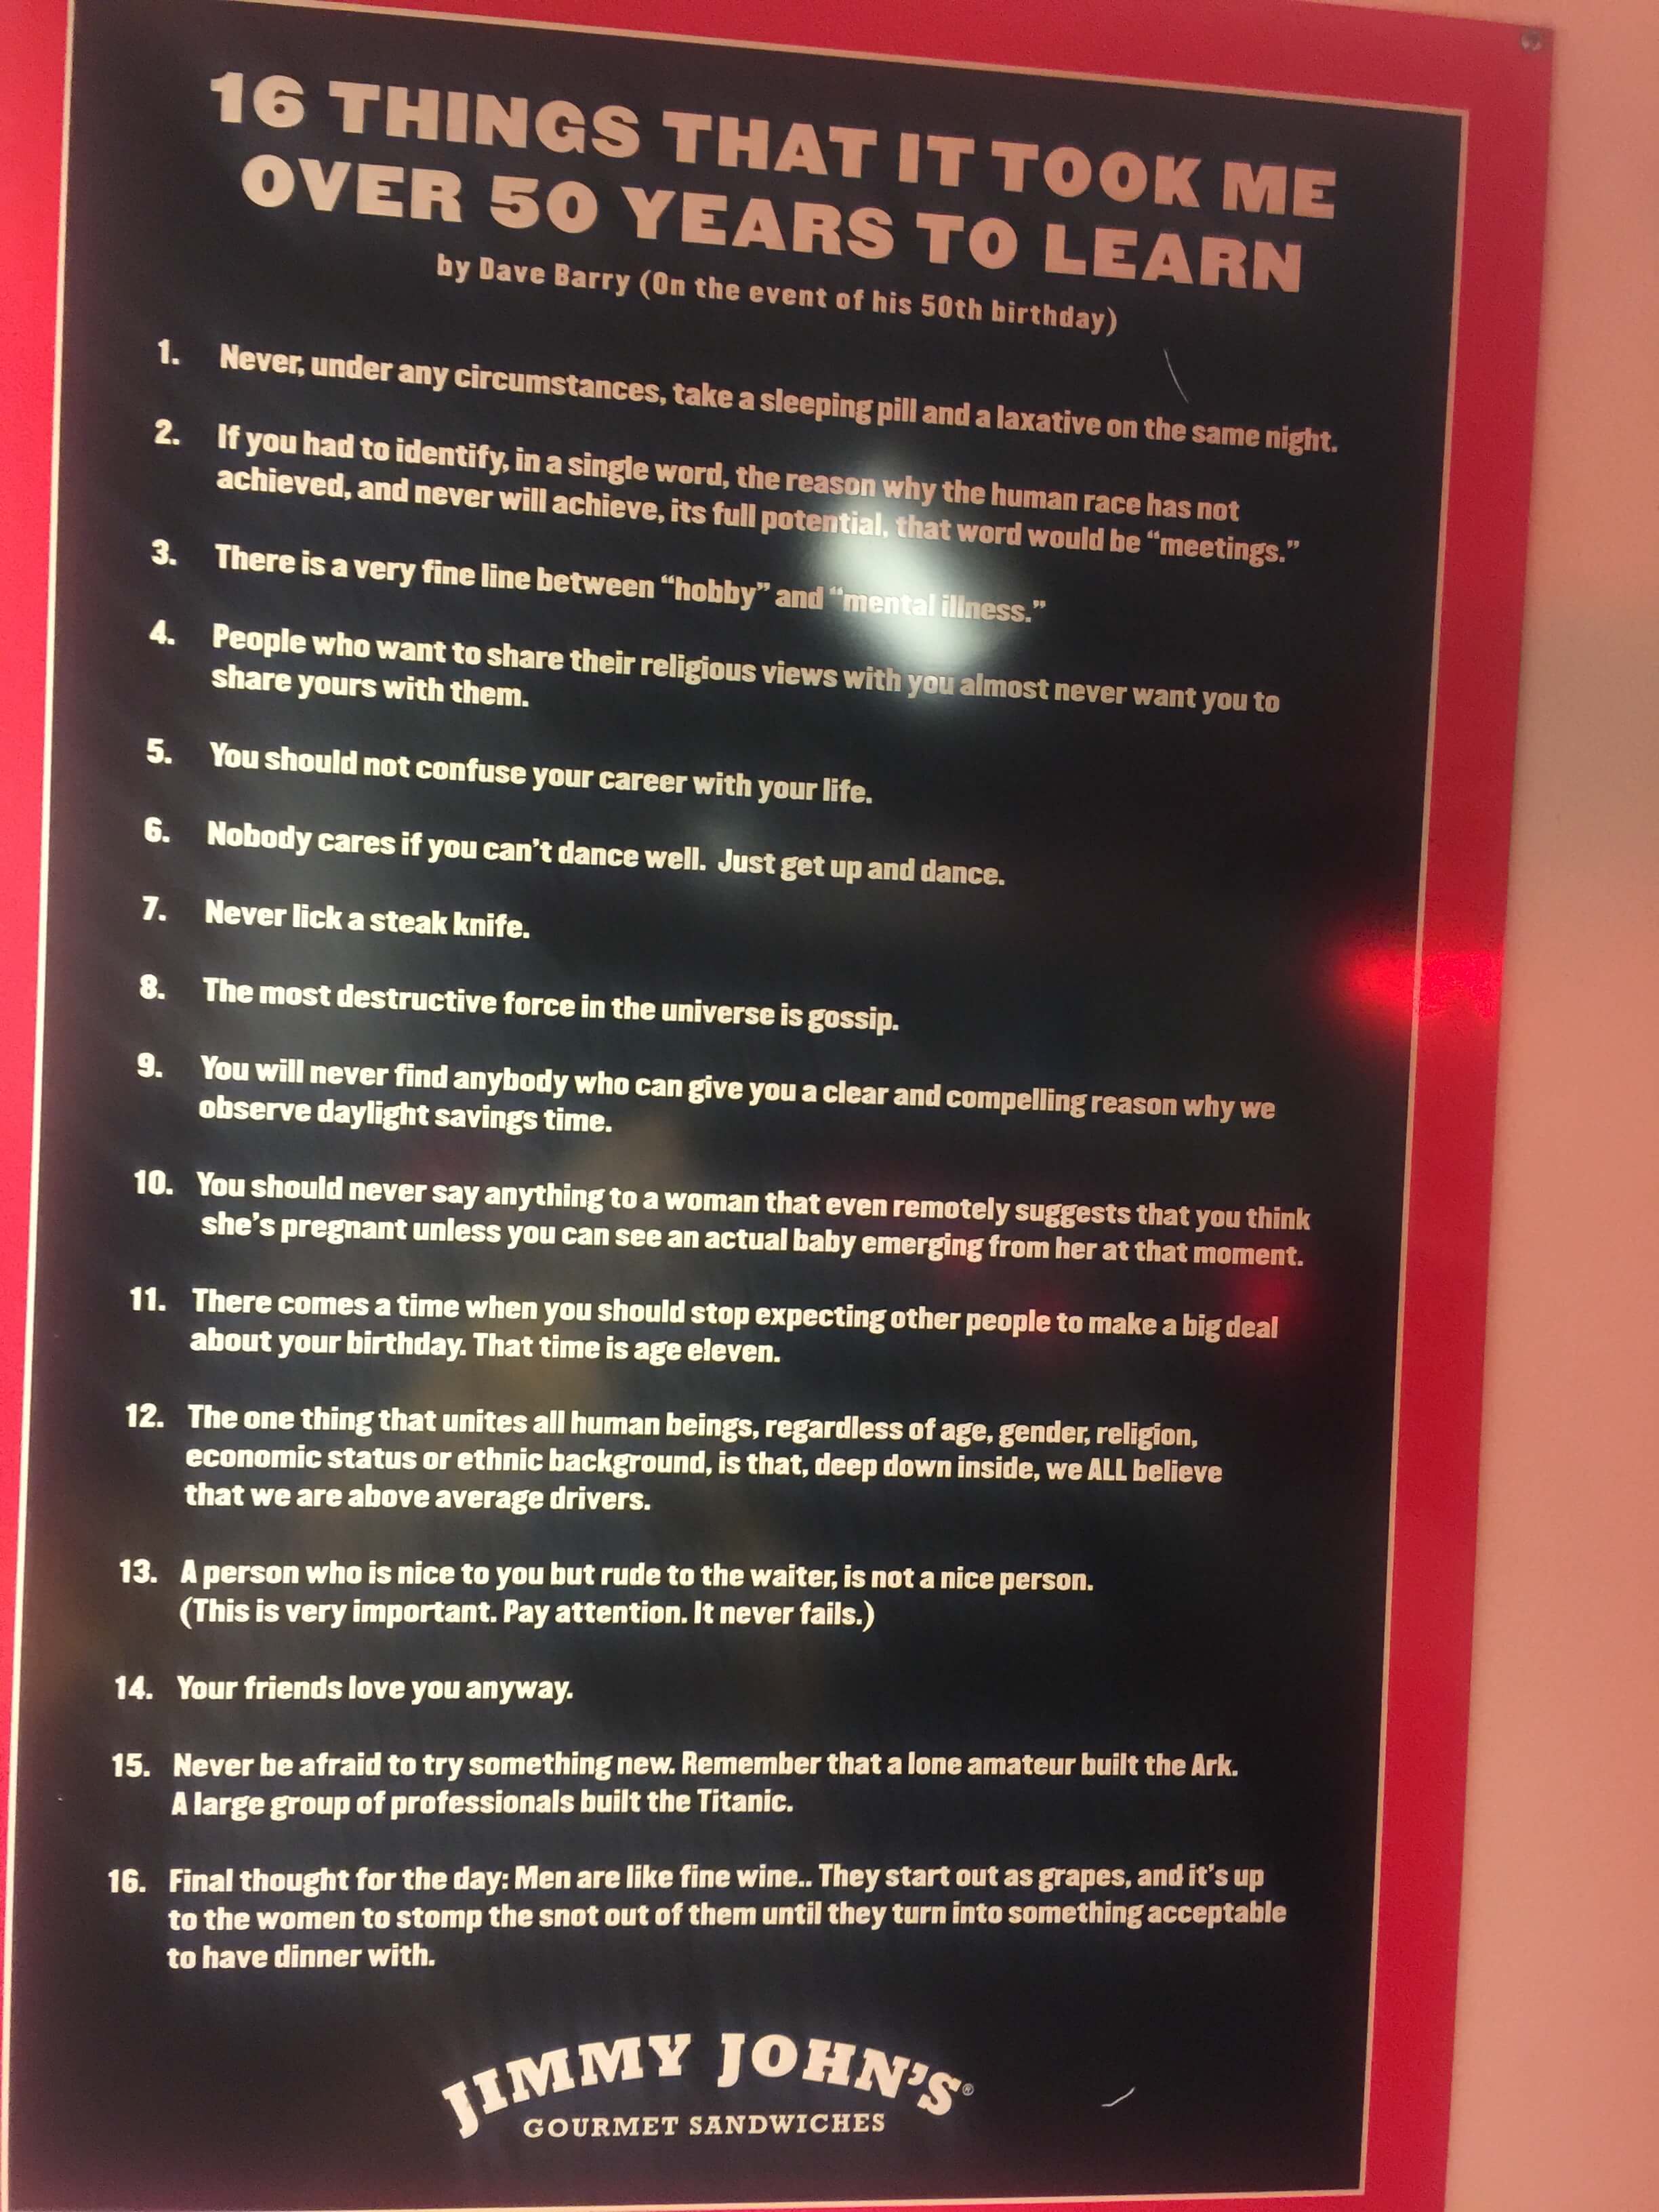 16 THINGS THAT IT TOOK ME
OVER 50 YEARS TO LEARN
by Dave Barry (On the event of his 50th birthday)
1. Never, under any circumstances, take a sleeping pill and a laxative on the same night.
2. If you had to identify, in a single word, the reason why the human race has not
achieved, and never will achieve, its full potential, that word would be “meetings.”
3. There is a very fine line between “hobby” and “mental illness.”
4. People who want to share their religious views with you almost never want you to
share yours with them.
5. You should not confuse your career with your life.
6. Nobody cares if you can’t dance well. Just get up and dance.
7. Never lick a steak knife.
8. The most destructive force in the universe is gossip.
9. You will never find anybody who can give you a clear and compelling reason why we
observe daylight savings time.
10. You should never say anything to a woman that even remotely suggests that you think
she’s pregnant unless you can see an actual baby emerging from her at that moment.
11. There comes a time when you should stop expecting other people to make a big deal
about your birthday. That time is age eleven.
12. The one thing that unites all human beings, regardless of age, gender, religion,
economic status or ethnic background, is that, deep down inside, we ALL believe
that we are above average drivers.
13. A person who is nice to you but rude to the waiter, is not a nice person.
(This is very important. Pay attention. It never fails.)
14. Your friends love you anyway.
15. Never be afraid to try something new. Remember that a lone amateur built the Ark.
A large group of professionals built the Titanic.
16. Final thought for the day: Men are like fine wine.. They start out as grapes, and it’s up
to the women to stomp the snot out of them until they turn into something acceptable
to have dinner with.
JIMMY JOHN’S®
GOURMET SANDWICHES